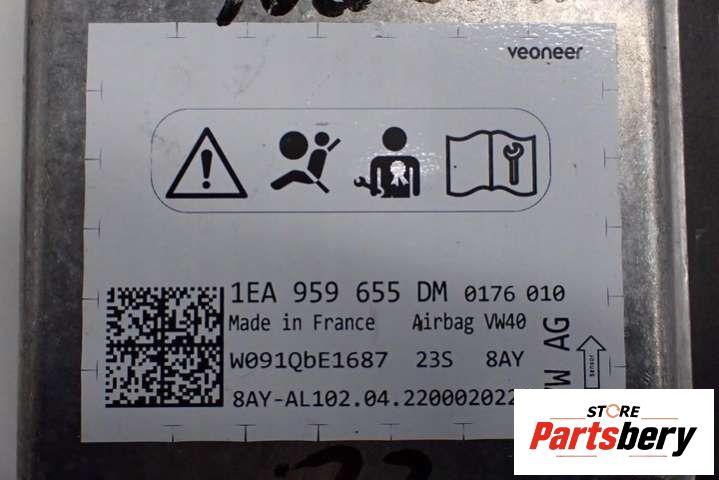 veoneer
1EA 959 655 DM 0176 010
Made in France Airbag VW40
W091QbE1687 23S 8AY
8AY-AL102.04.220002022
VW AG
sensor
STORE
Partsbery